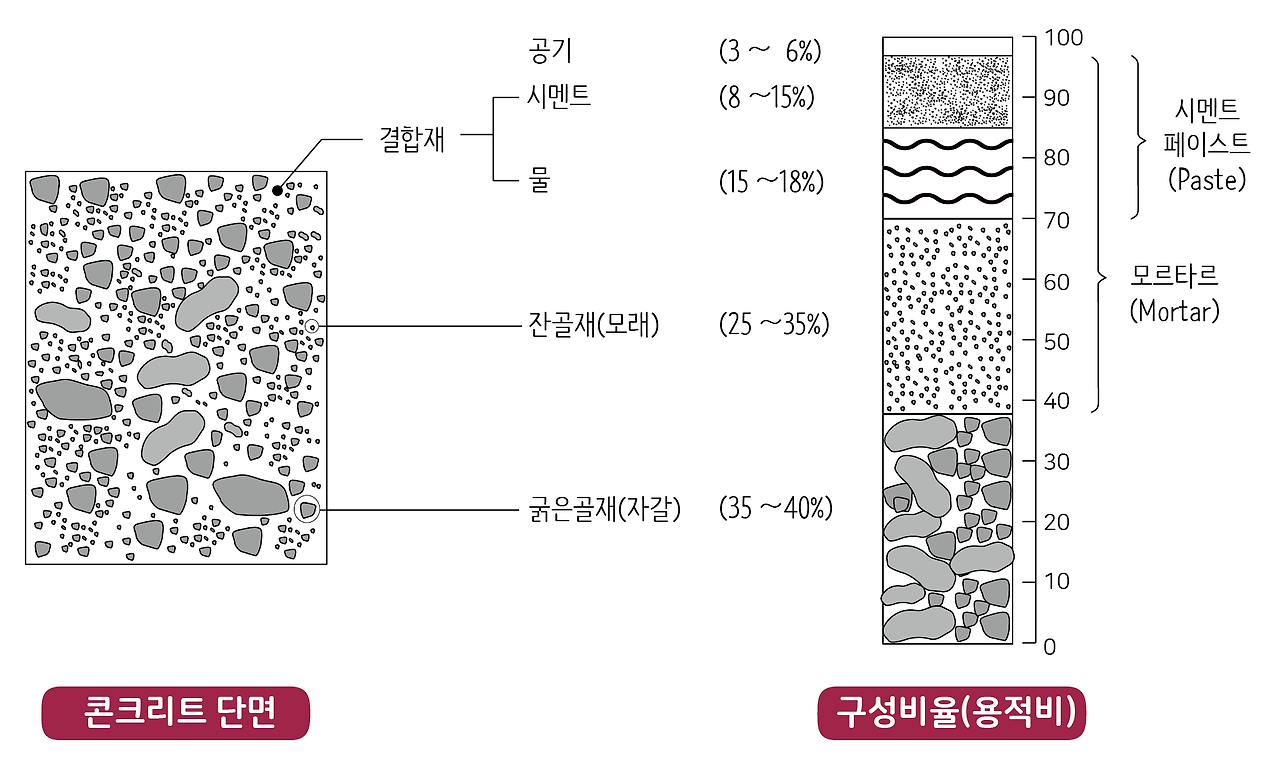 공기 (3 ~ 6%)
시멘트 (8 ~15%)
결합재
물 (15 ~18%)
잔골재(모래) (25 ~35%)
굵은골재(자갈) (35 ~40%)
100
90
80
70
60
50
40
30
20
10
0
시멘트
페이스트
(Paste)
모르타르
(Mortar)
콘크리트 단면
구성비율(용적비)